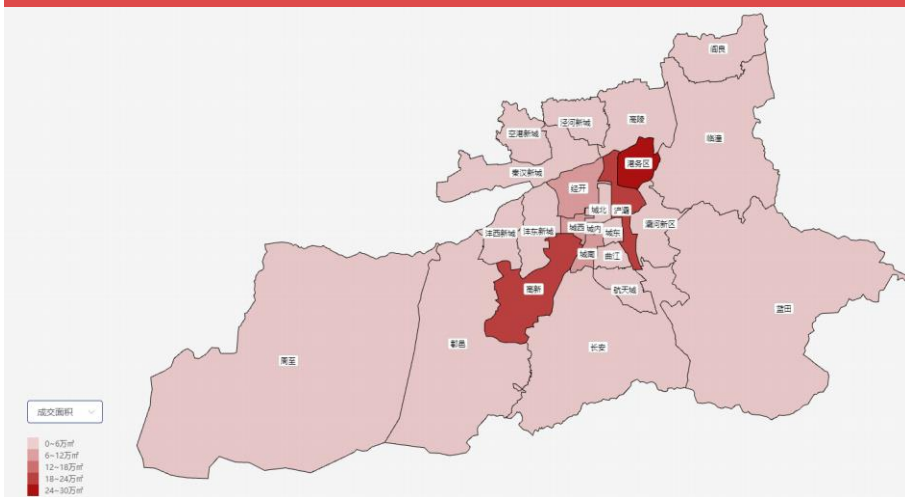 阎良
高陵
泾河新城
空港新城
临潼
港务区
秦汉新城
经开
城北
浐灞
灞河新区
沣西新城
沣东新城
城西
城内
城东
城南
曲江
高新
航天城
蓝田
鄠邑
长安
周至
成交面积
0~6万㎡
6~12万㎡
12~18万㎡
18~24万㎡
24~30万㎡